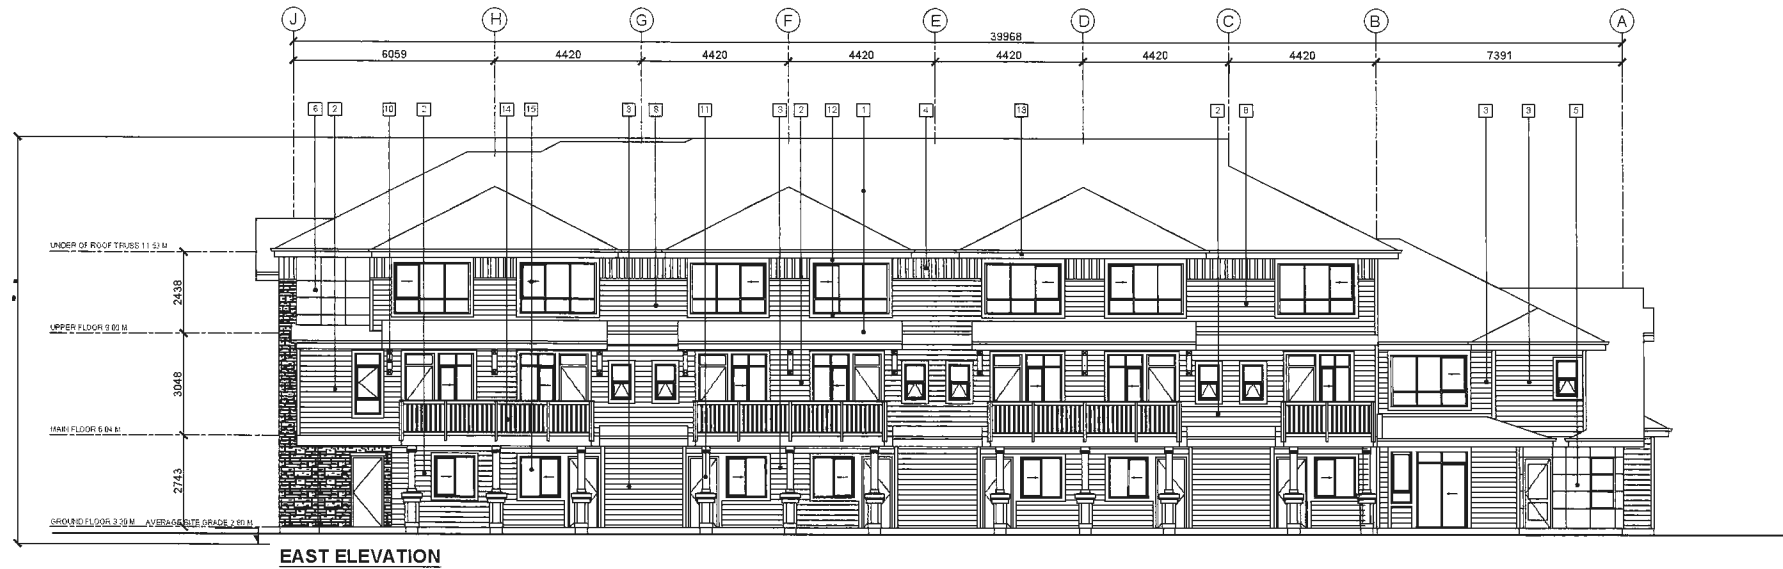 J H G F E D C B A
39968
6059 4420 4420 4420 4420 4420 4420 7391
6 2 10 2 14 15 3 8 11 3 2 12 1 4 13 2 8 3 3 5
UNDER OF ROOF TRUSS 11.53 M
2438
UPPER FLOOR 9.09 M
3048
MAIN FLOOR 6.04 M
2743
GROUND FLOOR 3.30 M AVERAGE SITE GRADE 2.80 M
EAST ELEVATION